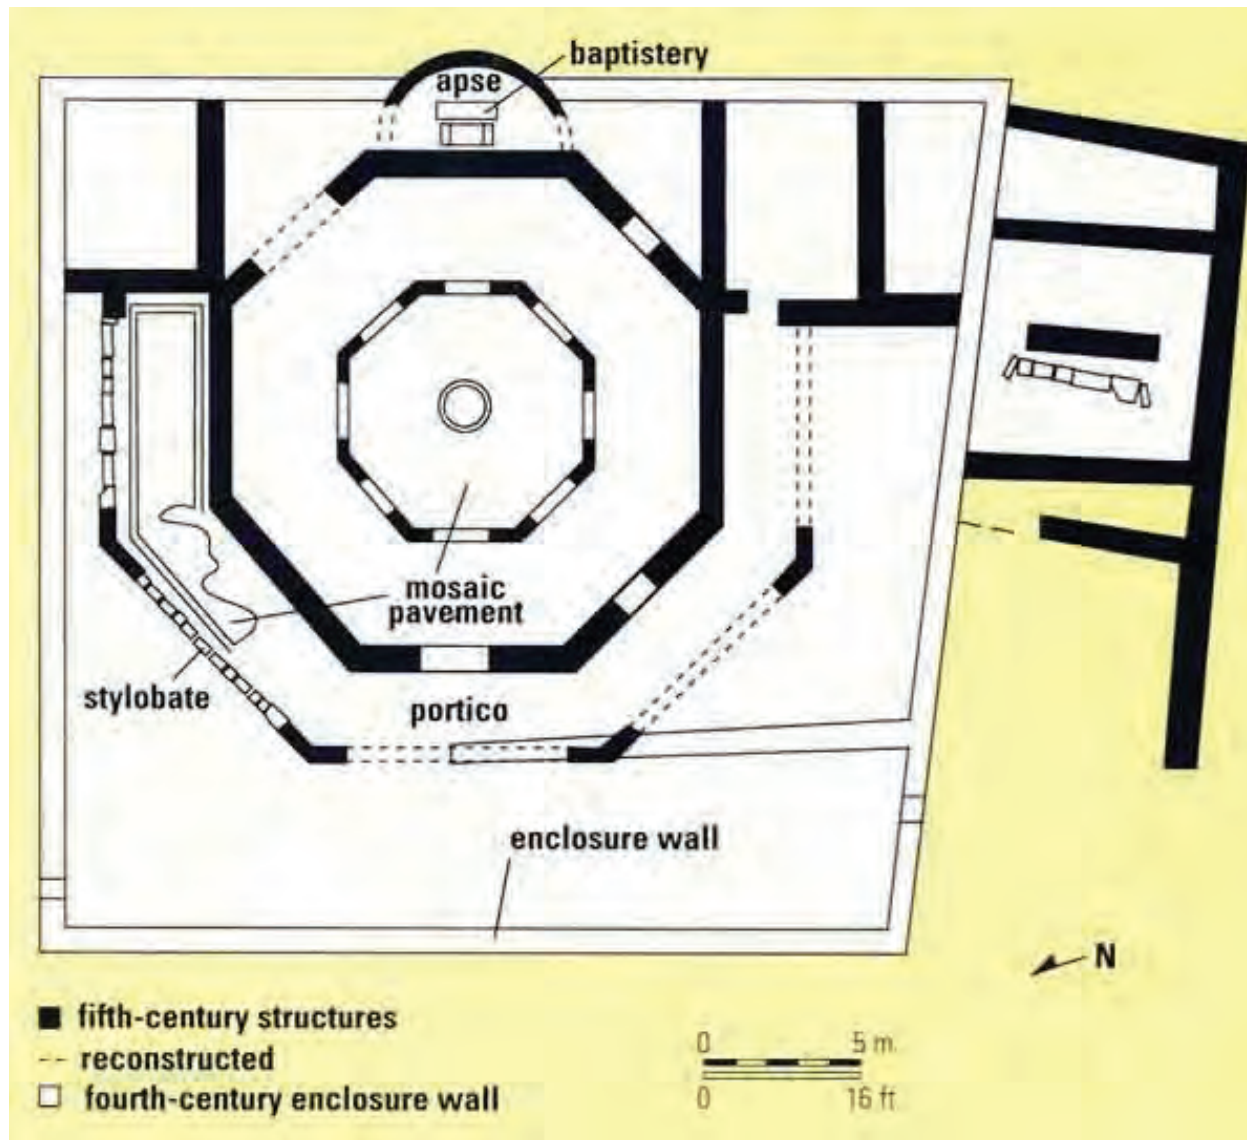 baptistery
apse
mosaic
pavement
stylobate
portico
enclosure wall
N
fifth-century structures
-- reconstructed
fourth-century enclosure wall
0 5 m.
0 16 ft.